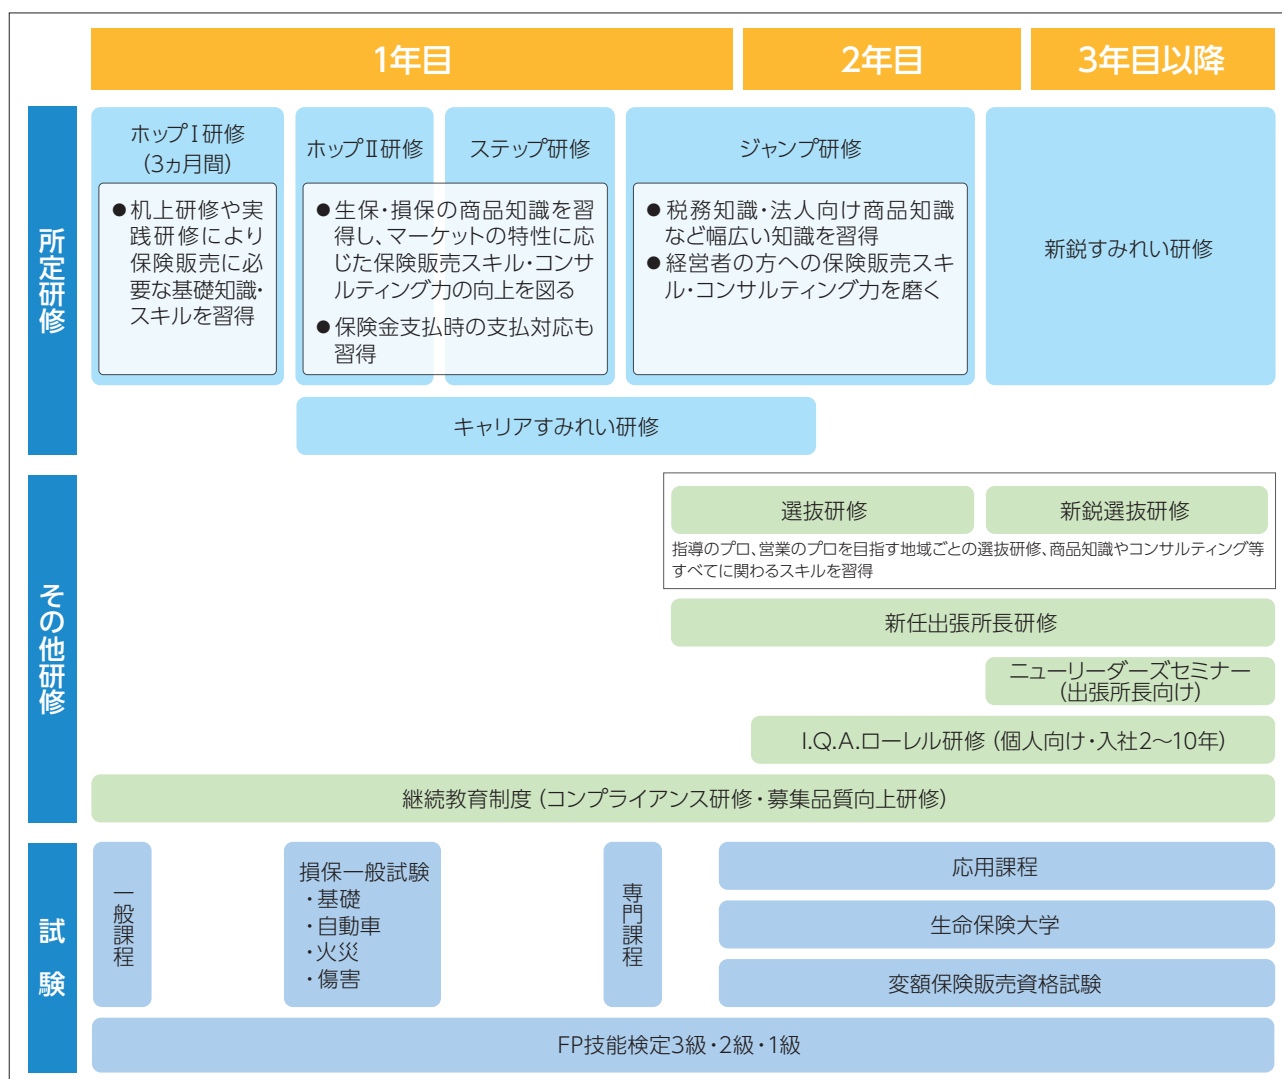 1年目
2年目
3年目以降
所定研修
ホップⅠ研修
(3ヵ月間)
●机上研修や実
践研修により
保険販売に必
要な基礎知識・
スキルを習得
ホップⅡ研修
ステップ研修
●生保・損保の商品知識を習
得し、マーケットの特性に応
じた保険販売スキル・コンサ
ルティング力の向上を図る
●保険金支払時の支払対応も
習得
ジャンプ研修
●税務知識・法人向け商品知識
など幅広い知識を習得
●経営者の方への保険販売スキ
ル・コンサルティング力を磨く
新鋭すみれい研修
キャリアすみれい研修
その他研修
選抜研修
新鋭選抜研修
指導のプロ、営業のプロを目指す地域ごとの選抜研修、商品知識やコンサルティング等
すべてに関わるスキルを習得
新任出張所長研修
ニューリーダーズセミナー
(出張所長向け)
I.Q.A.ローレル研修 (個人向け・入社2〜10年)
継続教育制度 (コンプライアンス研修・募集品質向上研修)
試験
一般課程
損保一般試験
・基礎
・自動車
・火災
・傷害
専門課程
応用課程
生命保険大学
変額保険販売資格試験
FP技能検定3級・2級・1級